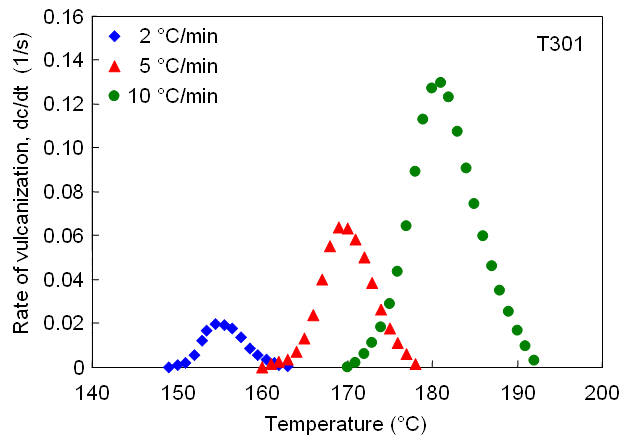 0.16
0.14
0.12
0.10
0.08
0.06
0.04
0.02
0
Rate of vulcanization, dc/dt (1/s)
2 °C/min
5 °C/min
10 °C/min
T301
140 150 160 170 180 190 200
Temperature (°C)